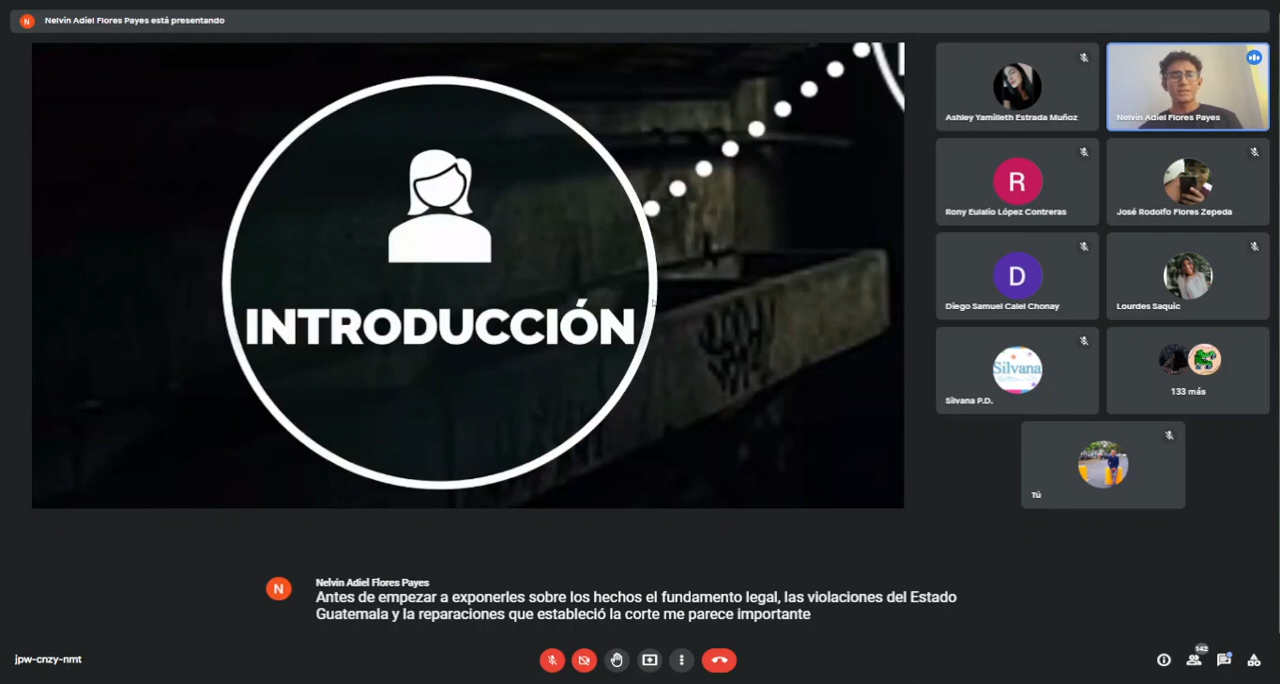 N
Nelvin Adiel Flores Payes está presentando
INTRODUCCIÓN
Ashley Yamilleth Estrada Muñoz
Nelvin Adiel Flores Payes
R
Rony Eulalio López Contreras
José Rodolfo Flores Zepeda
D
Diego Samuel Calel Chonay
Lourdes Saquic
Silvana
Silvana P.D.
133 más
Tú
N
Nelvin Adiel Flores Payes
Antes de empezar a exponerles sobre los hechos el fundamento legal, las violaciones del Estado
Guatemala y la reparaciones que estableció la corte me parece importante
jpw-cnzy-nmt
142